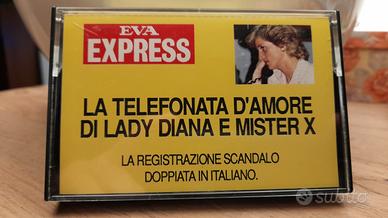 EVA
EXPRESS
LA TELEFONATA D'AMORE
DI LADY DIANA E MISTER X
LA REGISTRAZIONE SCANDALO
DOPPIATA IN ITALIANO.
subito